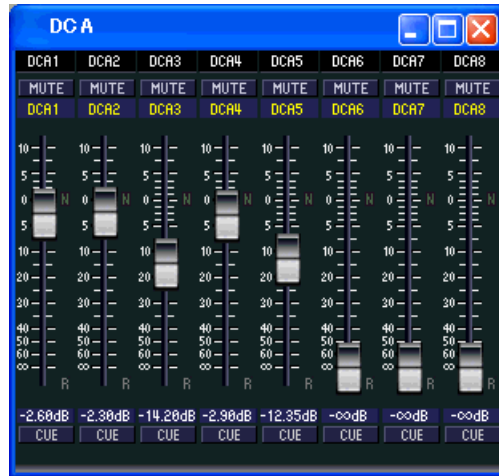 DCA
DCA1 DCA2 DCA3 DCA4 DCA5 DCA6 DCA7 DCA8
MUTE MUTE MUTE MUTE MUTE MUTE MUTE MUTE
DCA1 DCA2 DCA3 DCA4 DCA5 DCA6 DCA7 DCA8
10 10 10 10 10 10 10 10
5 5 5 5 5 5 5 5
0 N 0 N 0 N 0 N 0 N 0 N 0 N 0 N
5 5 5 5 5 5 5 5
10 10 10 10 10 10 10 10
20 20 20 20 20 20 20 20
30 30 30 30 30 30 30 30
40 40 40 40 40 40 40 40
50 50 50 50 50 50 50 50
60 60 60 60 60 60 60 60
∞ ∞ ∞ ∞ ∞ ∞ ∞ ∞
R R R R R R R R
-2.60dB -2.30dB -14.20dB -2.90dB -12.35dB -∞dB -∞dB -∞dB
CUE CUE CUE CUE CUE CUE CUE CUE